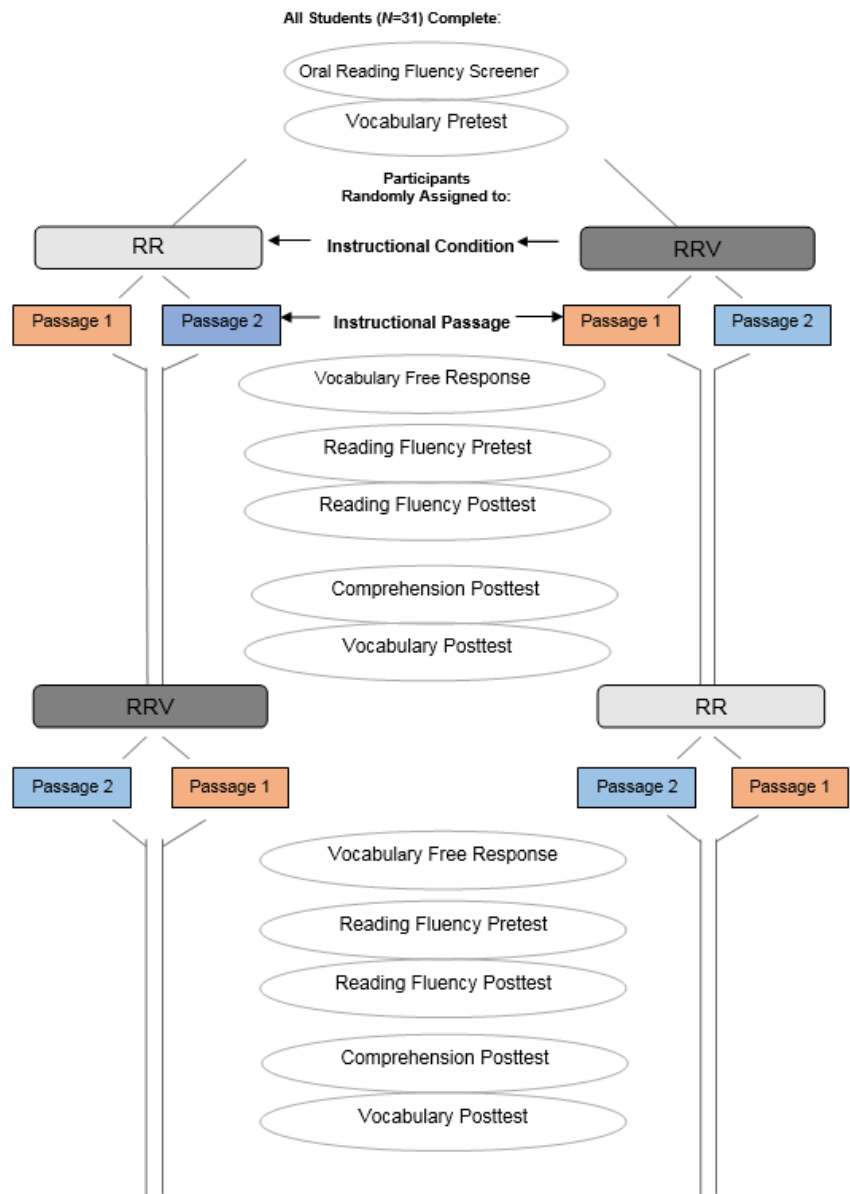 All Students (N=31) Complete:
Oral Reading Fluency Screener
Vocabulary Pretest
Participants
Randomly Assigned to:
RR
Instructional Condition
RRV
Passage 1
Passage 2
Instructional Passage
Passage 1
Passage 2
Vocabulary Free Response
Reading Fluency Pretest
Reading Fluency Posttest
Comprehension Posttest
Vocabulary Posttest
RRV
RR
Passage 2
Passage 1
Passage 2
Passage 1
Vocabulary Free Response
Reading Fluency Pretest
Reading Fluency Posttest
Comprehension Posttest
Vocabulary Posttest